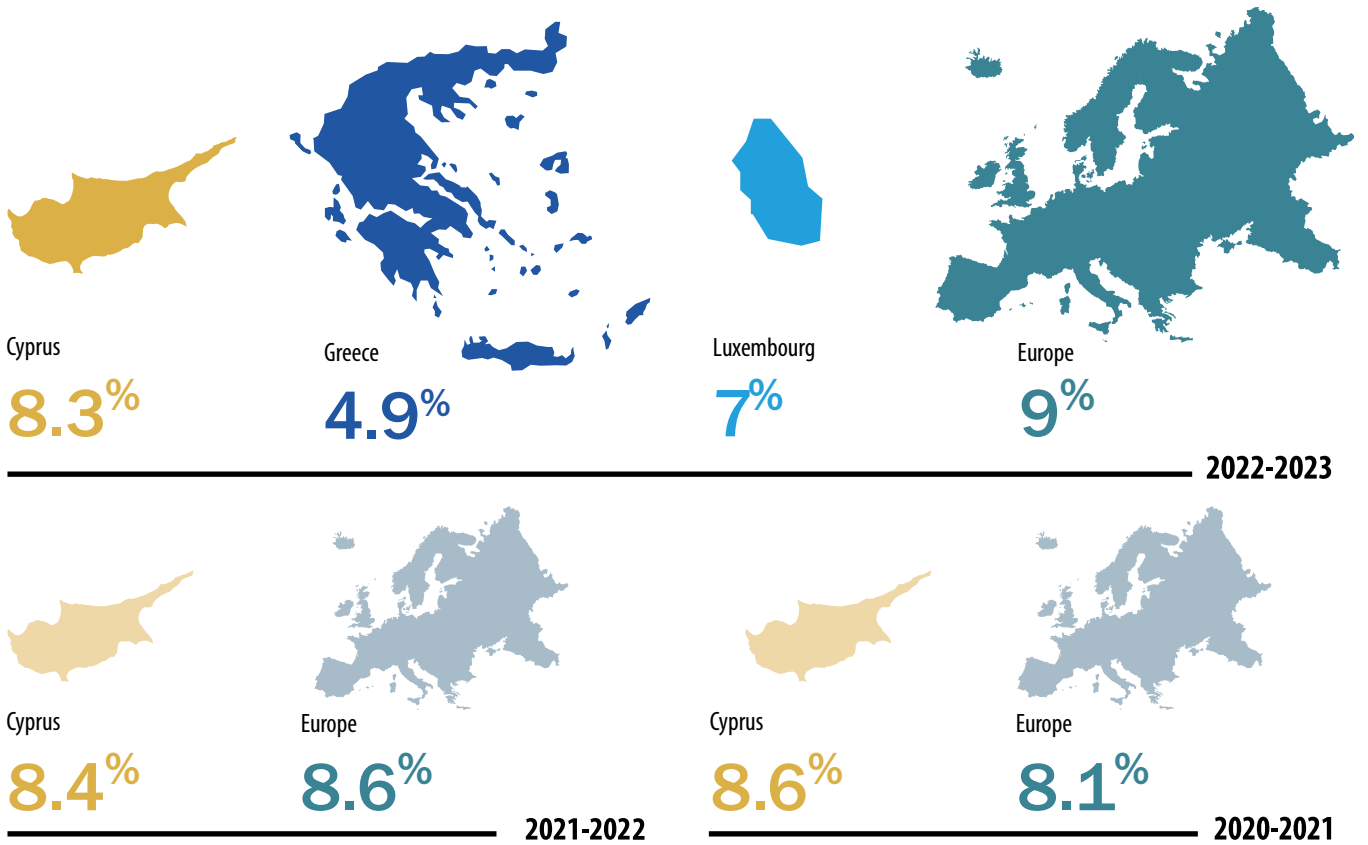 Cyprus
8.3%
Greece
4.9%
Luxembourg
7%
Europe
9%
2022-2023
Cyprus
8.4%
Europe
8.6%
2021-2022
Cyprus
8.6%
Europe
8.1%
2020-2021